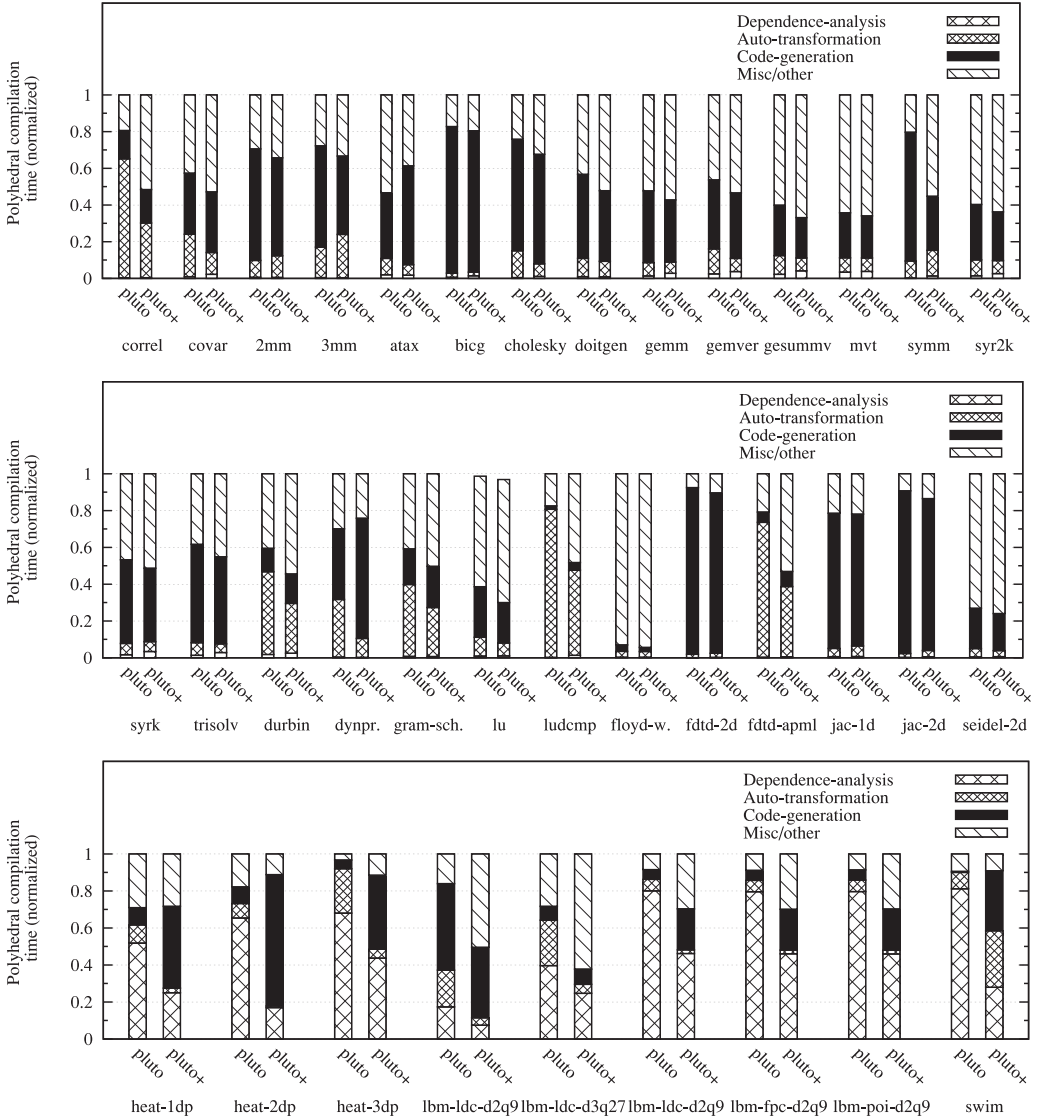 Polyhedral compilation
time (normalized)
Dependence-analysis
Auto-transformation
Code-generation
Misc/other
1
0.8
0.6
0.4
0.2
0
pluto pluto+ pluto pluto+ pluto pluto+ pluto pluto+ pluto pluto+ pluto pluto+ pluto pluto+ pluto pluto+ pluto pluto+ pluto pluto+ pluto pluto+ pluto pluto+ pluto pluto+ pluto pluto+
correl covar 2mm 3mm atax bicg cholesky doitgen gemm gemver gesummv mvt symm syr2k
Polyhedral compilation
time (normalized)
Dependence-analysis
Auto-transformation
Code-generation
Misc/other
1
0.8
0.6
0.4
0.2
0
pluto pluto+ pluto pluto+ pluto pluto+ pluto pluto+ pluto pluto+ pluto pluto+ pluto pluto+ pluto pluto+ pluto pluto+ pluto pluto+ pluto pluto+ pluto pluto+ pluto pluto+
syrk trisolv durbin dynpr. gram-sch. lu ludcmp floyd-w. fdtd-2d fdtd-apml jac-1d jac-2d seidel-2d
Polyhedral compilation
time (normalized)
Dependence-analysis
Auto-transformation
Code-generation
Misc/other
1
0.8
0.6
0.4
0.2
0
pluto pluto+ pluto pluto+ pluto pluto+ pluto pluto+ pluto pluto+ pluto pluto+ pluto pluto+ pluto pluto+ pluto pluto+
heat-1dp heat-2dp heat-3dp lbm-ldc-d2q9 lbm-ldc-d3q27 lbm-ldc-d2q9 lbm-fpc-d2q9 lbm-poi-d2q9 swim